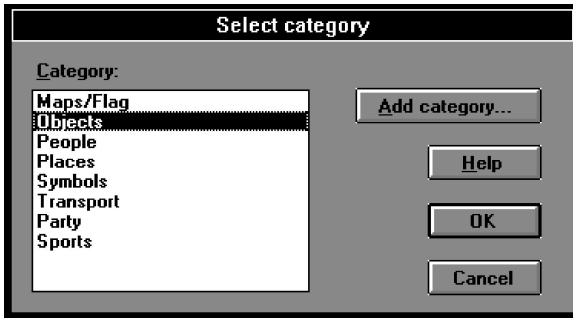 Select category
Category:
Maps/Flag
Objects
People
Places
Symbols
Transport
Party
Sports
Add category...
Help
OK
Cancel